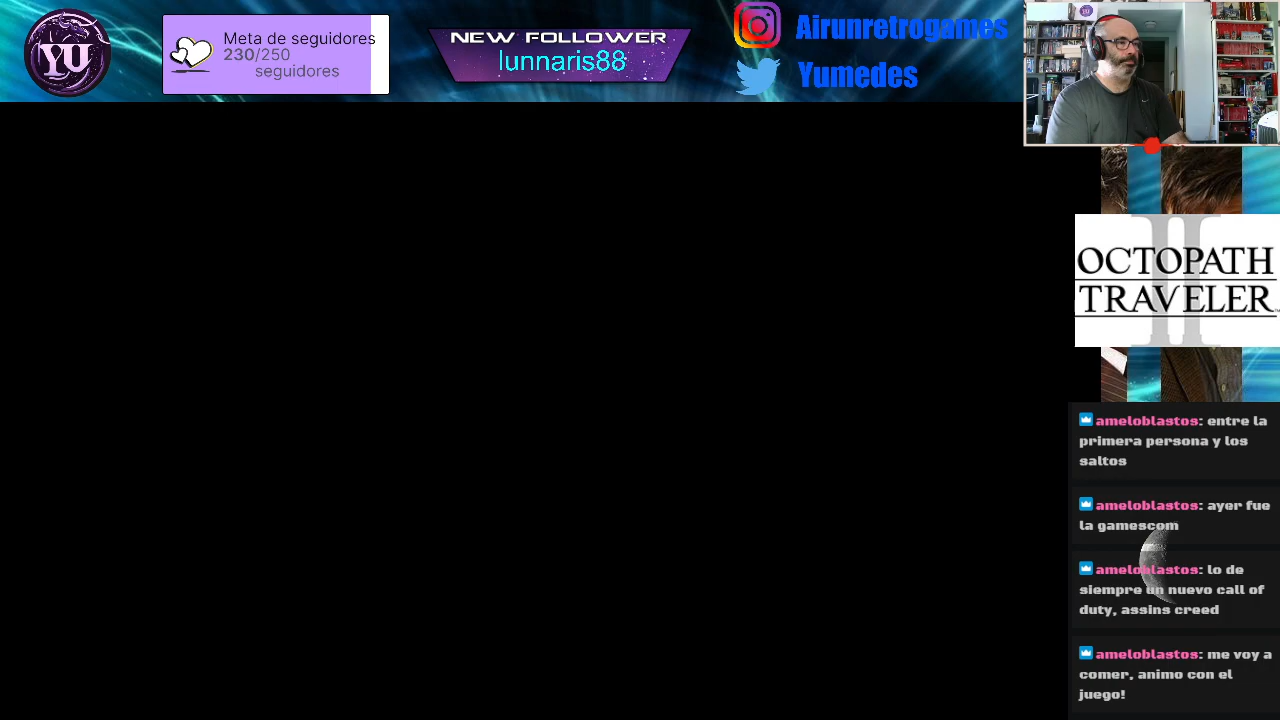 YU
Meta de seguidores
230/250
seguidores
NEW FOLLOWER
lunnaris88
Airunretrogames
Yumedes
OCTOPATH
TRAVELER
II
ameloblastos: entre la
primera persona y los
saltos
ameloblastos: ayer fue
la gamescom
ameloblastos: lo de
siempre un nuevo call of
duty, assins creed
ameloblastos: me voy a
comer, animo con el
juego!